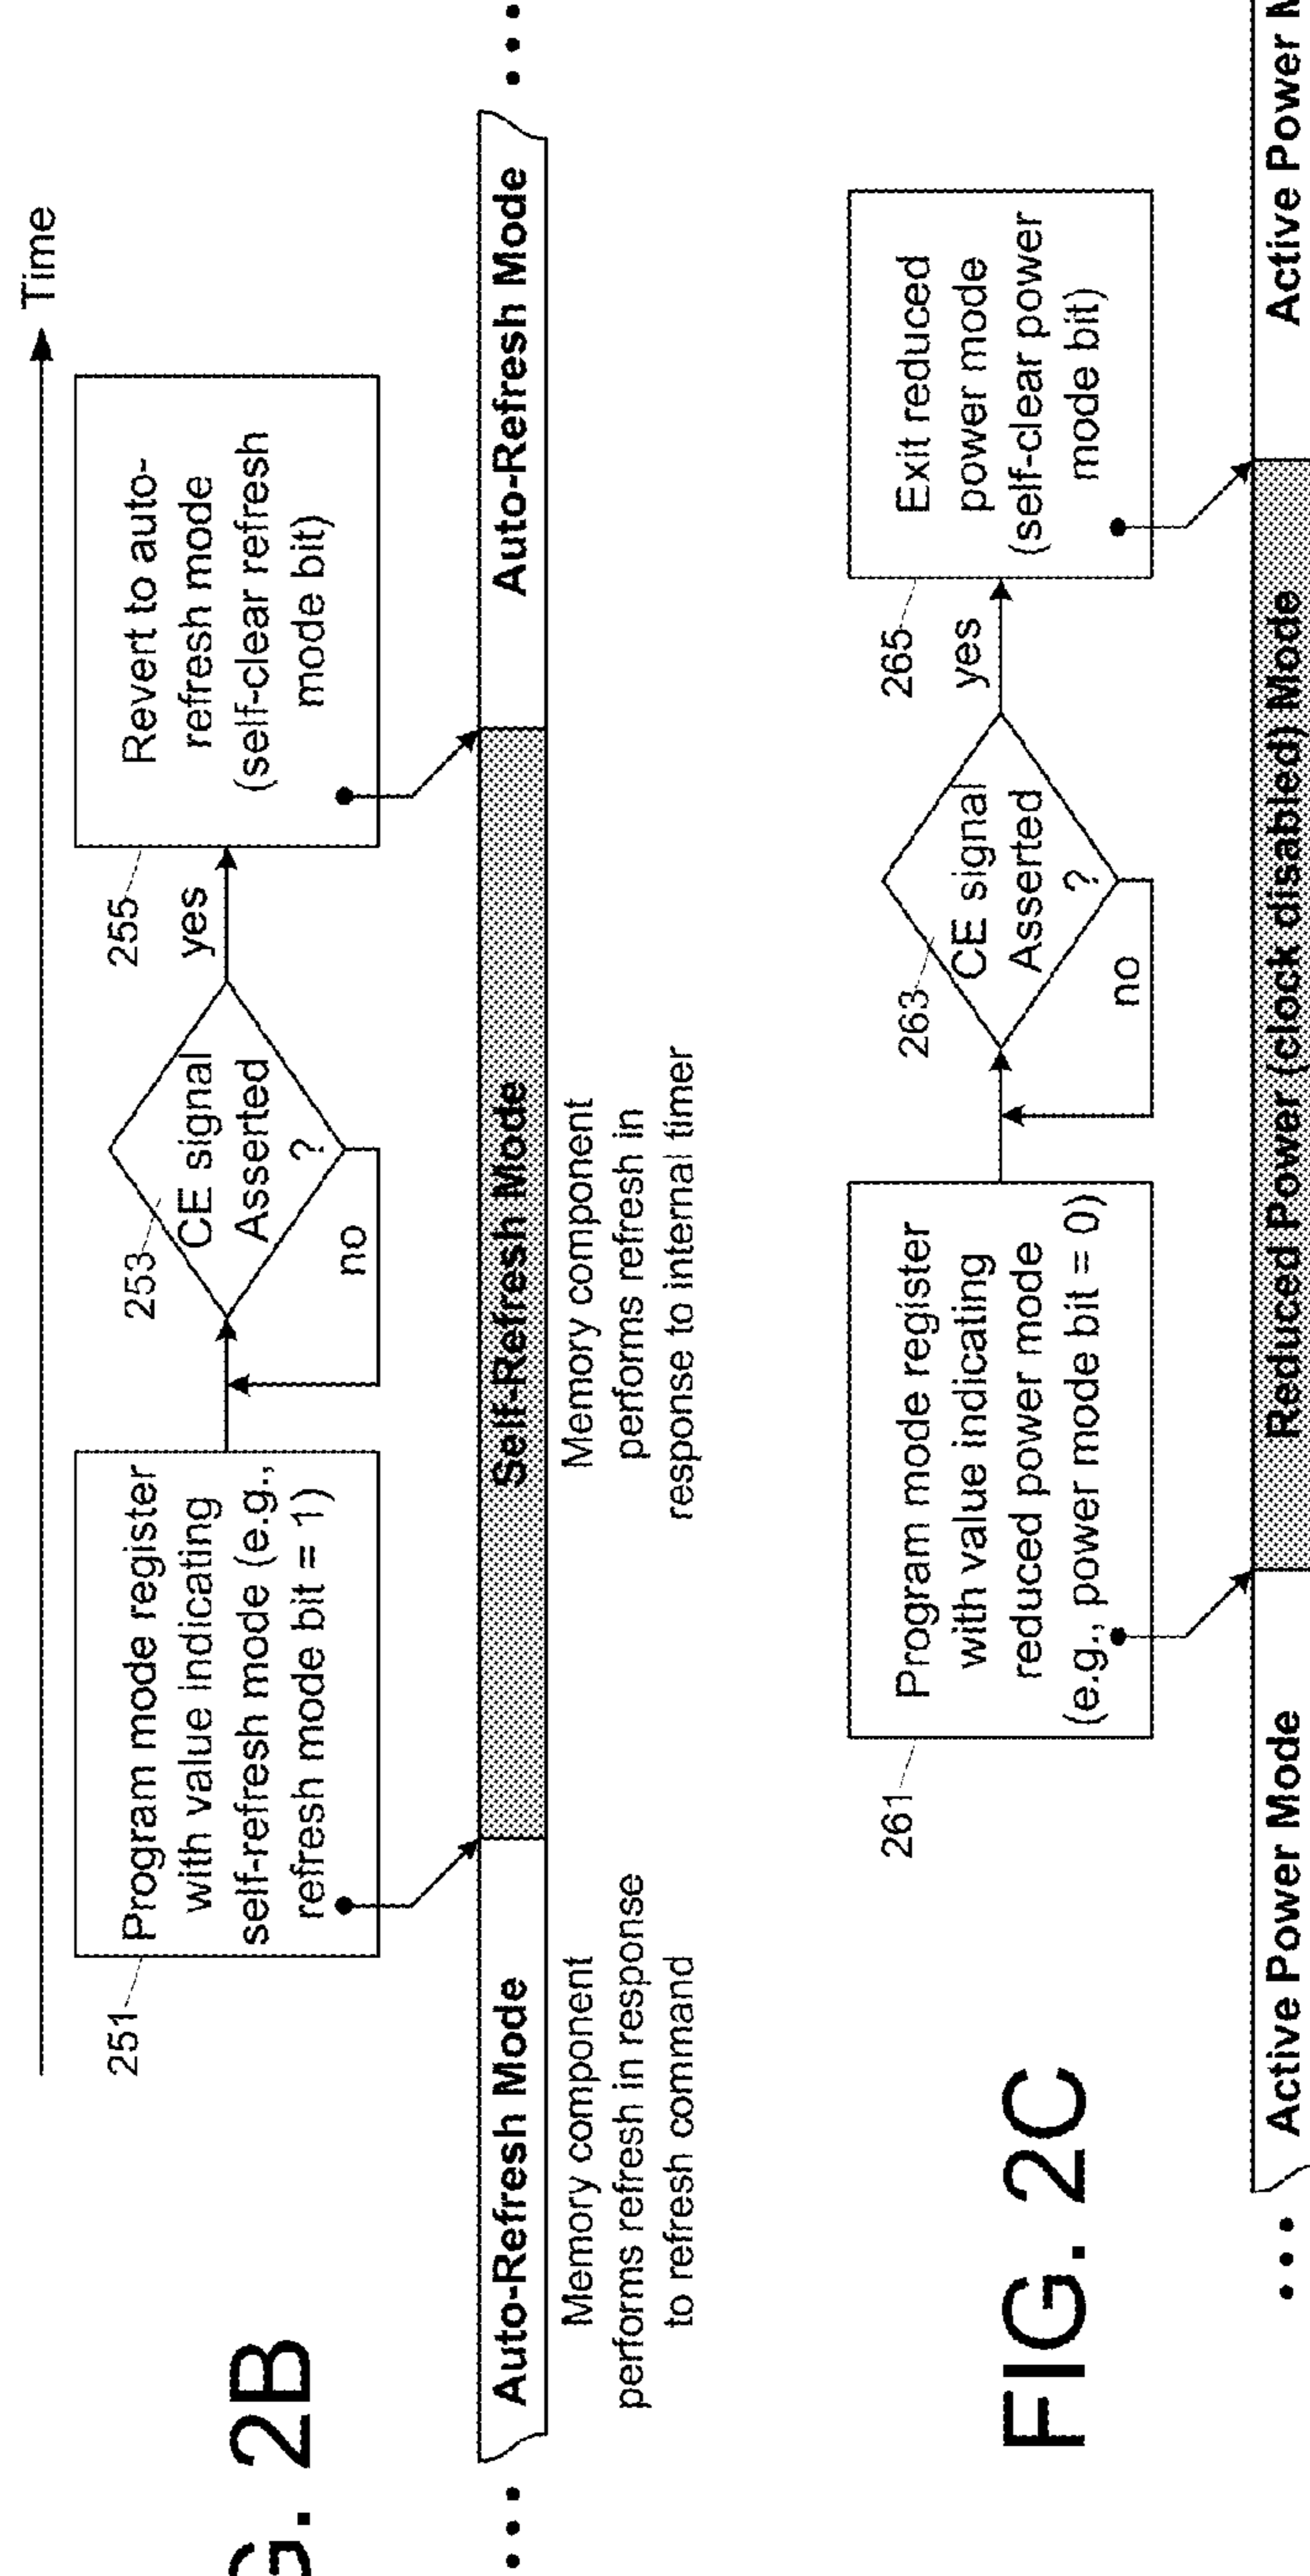 Time
251
Program mode register
with value indicating
self-refresh mode (e.g.,
refresh mode bit = 1)
253
CE signal
Asserted
?
no
yes
255
Revert to auto-
refresh mode
(self-clear refresh
mode bit)
G. 2B
Auto-Refresh Mode
Self-Refresh Mode
Auto-Refresh Mode
Memory component
performs refresh in response
to refresh command
Memory component
performs refresh in
response to internal timer
261
Program mode register
with value indicating
reduced power mode
(e.g., power mode bit = 0)
263
CE signal
Asserted
?
no
yes
265
Exit reduced
power mode
(self-clear power
mode bit)
FIG. 2C
Active Power Mode
Reduced Power (clock disabled) Mode
Active Power M